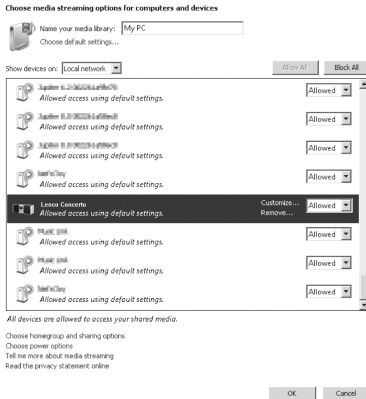 Choose media streaming options for computers and devices
Name your media library: My PC
Choose default settings...
Show devices on: Local network Allow All Block All
Allowed
Allowed access using default settings.
Allowed
Allowed access using default settings.
Allowed
Allowed access using default settings.
Allowed
Allowed access using default settings.
Lenco Concerto Customize... Allowed
Allowed access using default settings. Remove...
Allowed
Allowed access using default settings.
Allowed
Allowed access using default settings.
Allowed
Allowed access using default settings.
All devices are allowed to access your shared media.
Choose homegroup and sharing options
Choose power options
Tell me more about media streaming
Read the privacy statement online
OK Cancel